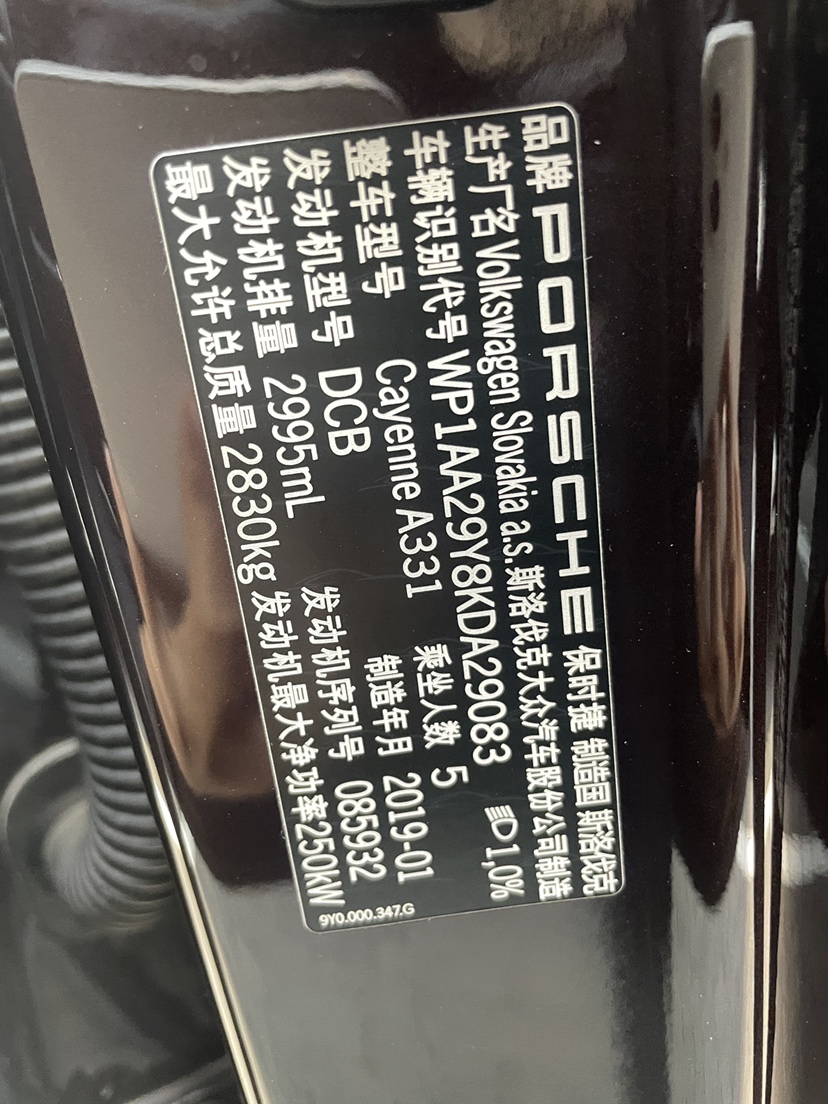 品牌 PORSCHE 保时捷 制造国 斯洛伐克
生产厂名 Volkswagen Slovakia a.s. 斯洛伐克大众汽车股份公司制造
车辆识别代号 WP1AA29Y8KDA29083 1,0%
整车型号 Cayenne A331 乘坐人数 5
发动机型号 DCB 制造年月 2019-01
发动机排量 2995mL 发动机序列号 085932
最大允许总质量 2830kg 发动机最大净功率250kW
9Y0.000.347.G